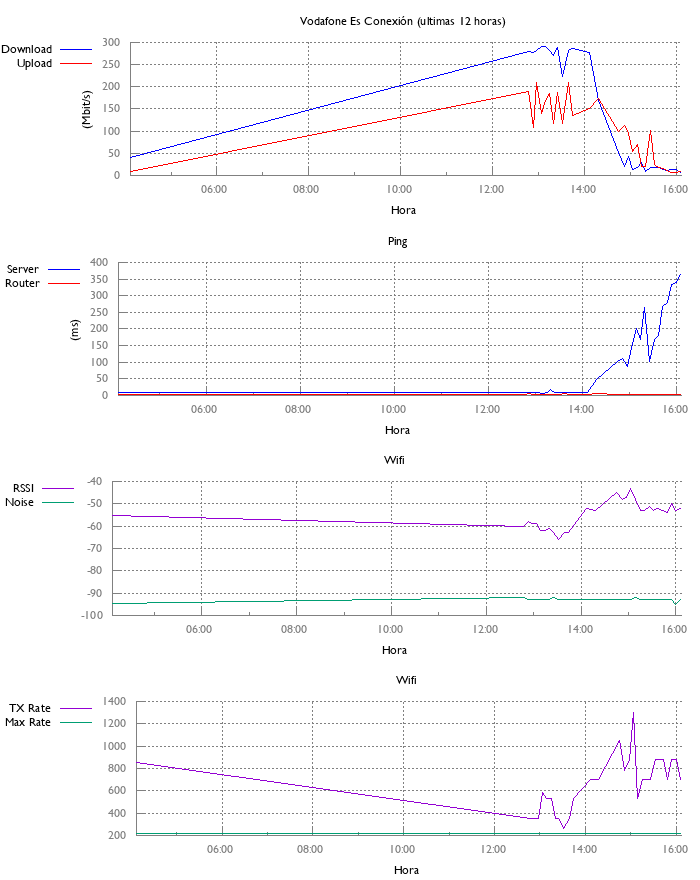 Vodafone Es Conexión (ultimas 12 horas)
Download
Upload
(Mbit/s)
300
250
200
150
100
50
0
06:00 08:00 10:00 12:00 14:00 16:00
Hora
Ping
Server
Router
(ms)
400
350
300
250
200
150
100
50
0
06:00 08:00 10:00 12:00 14:00 16:00
Hora
Wifi
RSSI
Noise
-40
-50
-60
-70
-80
-90
-100
06:00 08:00 10:00 12:00 14:00 16:00
Hora
Wifi
TX Rate
Max Rate
1400
1200
1000
800
600
400
200
06:00 08:00 10:00 12:00 14:00 16:00
Hora